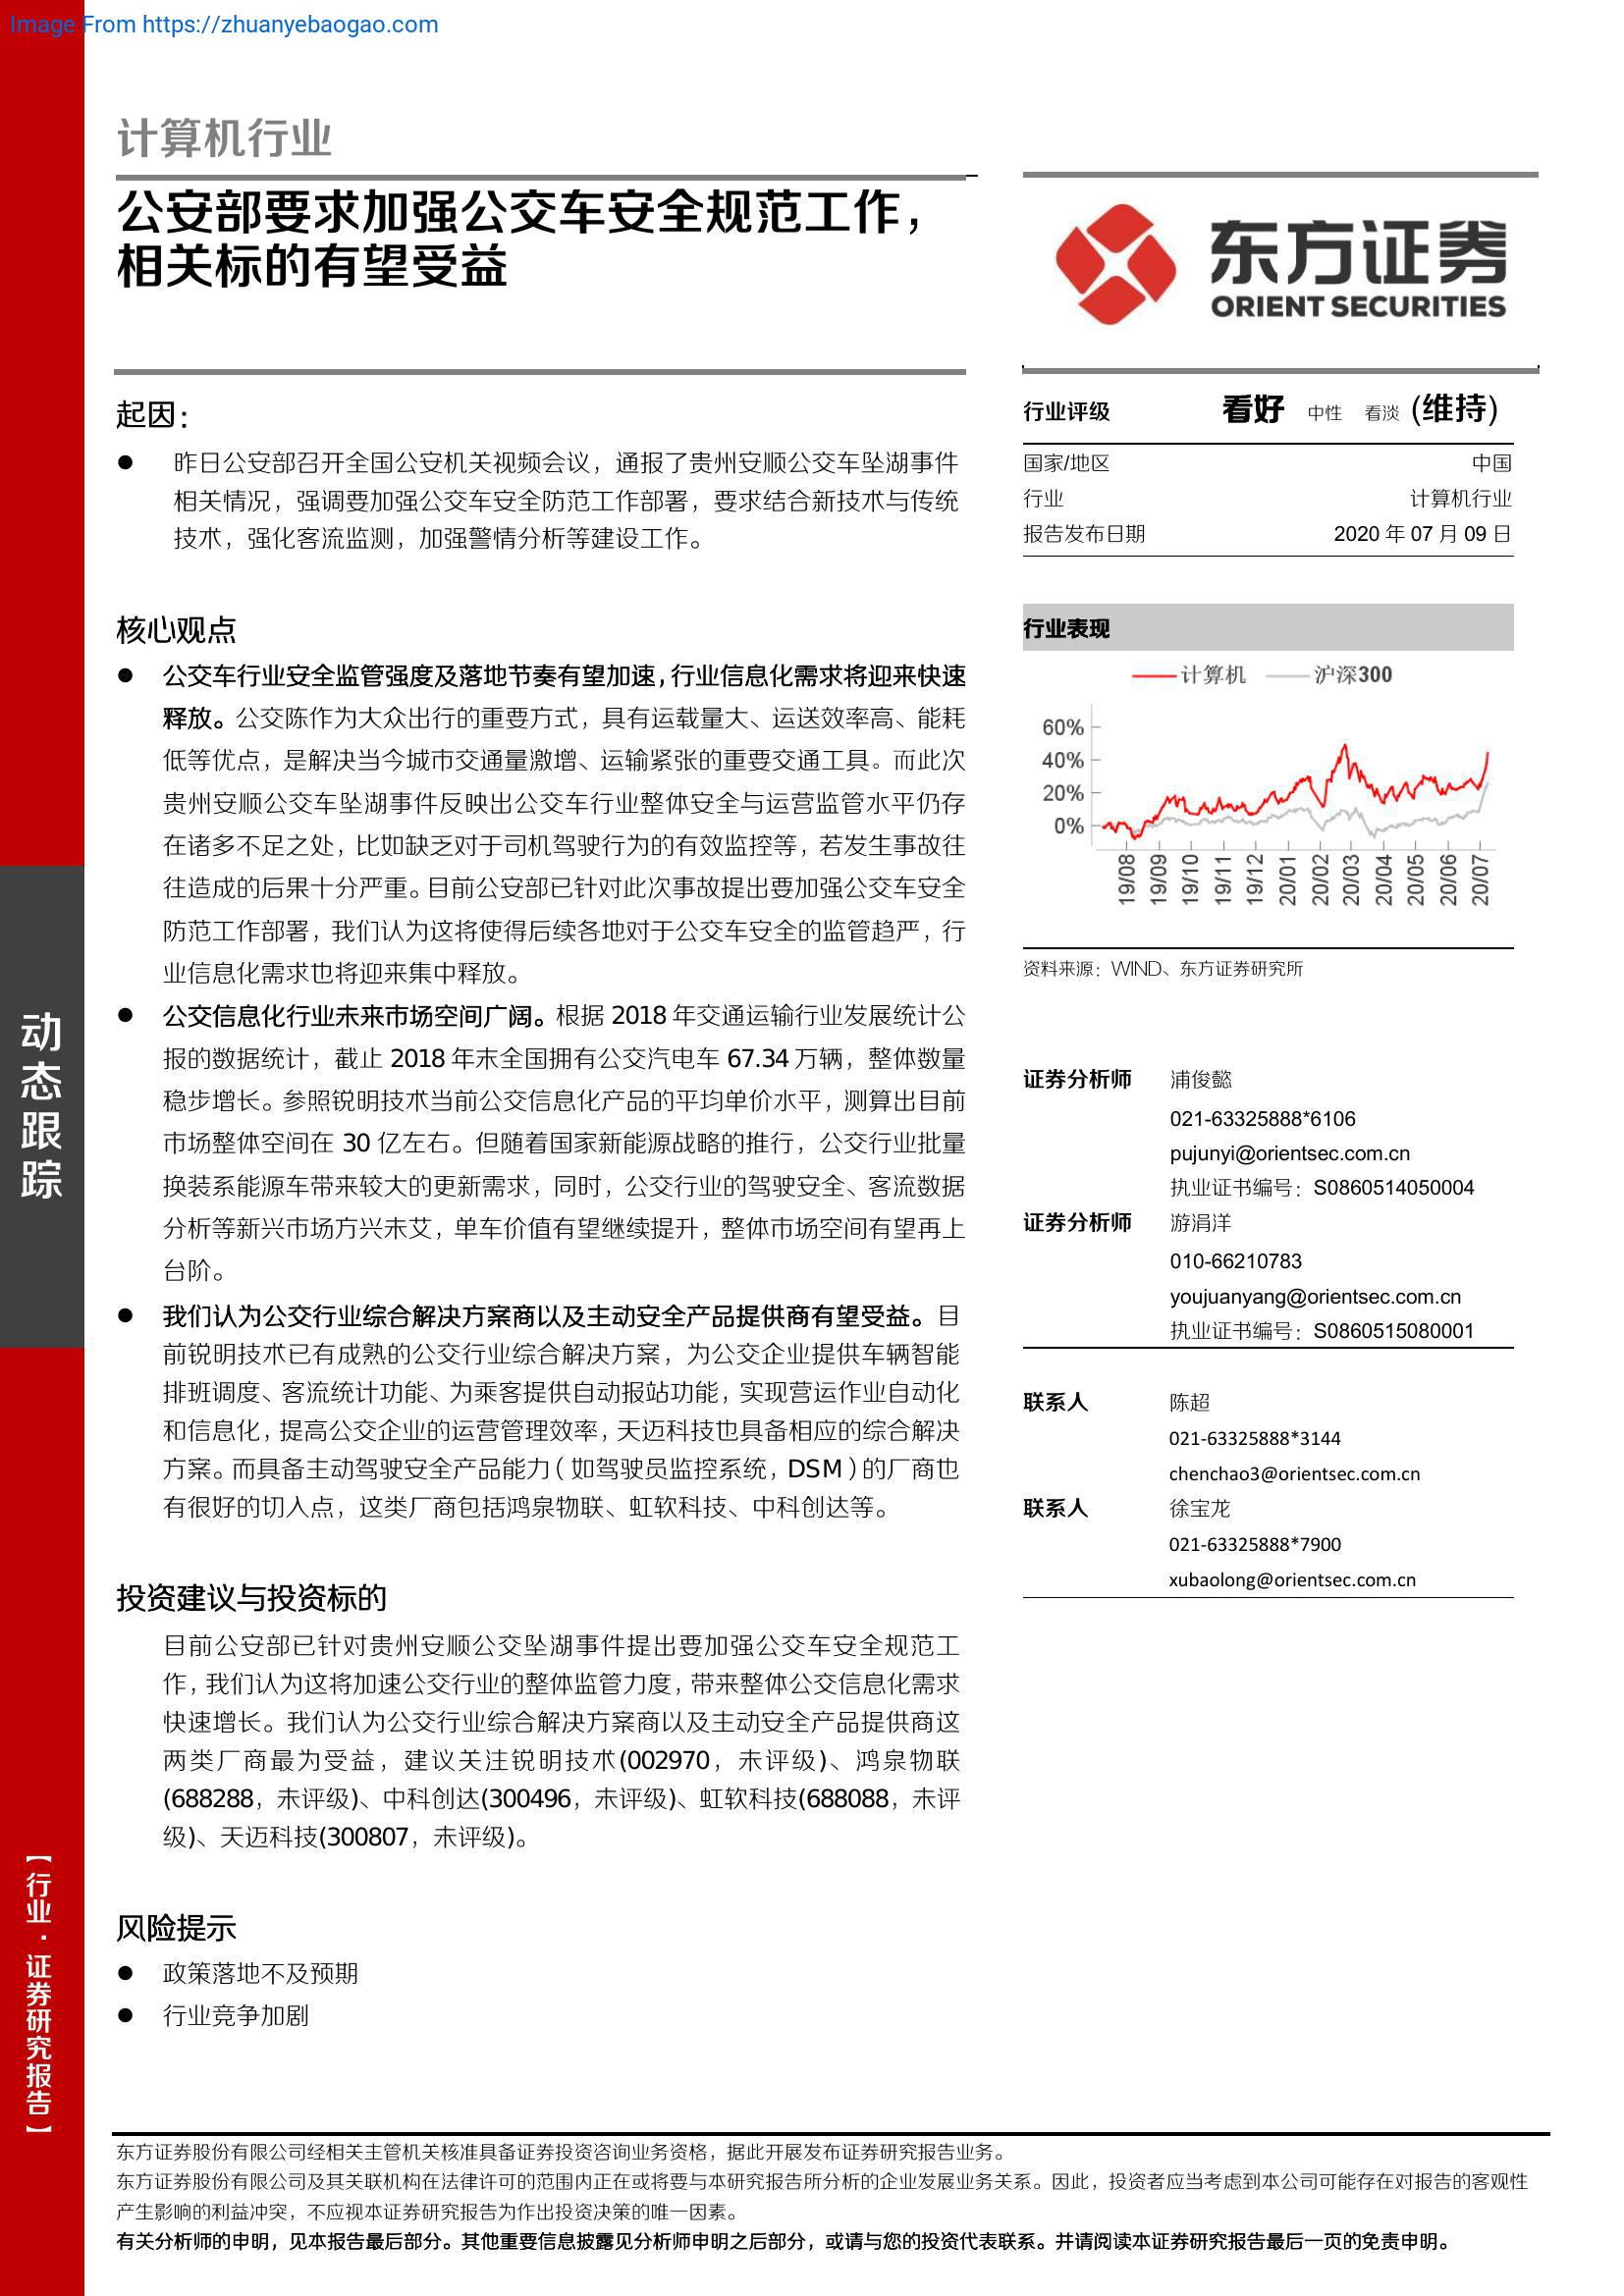 Image From https://zhuanyebaogao.com
计算机行业
公安部要求加强公交车安全规范工作，
相关标的有望受益
东方证券
ORIENT SECURITIES
起因：
● 昨日公安部召开全国公安机关视频会议，通报了贵州安顺公交车坠湖事件
相关情况，强调要加强公交车安全防范工作部署，要求结合新技术与传统
技术，强化客流监测，加强警情分析等建设工作。
核心观点
● 公交车行业安全监管强度及落地节奏有望加速，行业信息化需求将迎来快速
释放。公交陈作为大众出行的重要方式，具有运载量大、运送效率高、能耗
低等优点，是解决当今城市交通量激增、运输紧张的重要交通工具。而此次
贵州安顺公交车坠湖事件反映出公交车行业整体安全与运营监管水平仍存
在诸多不足之处，比如缺乏对于司机驾驶行为的有效监控等，若发生事故往
往造成的后果十分严重。目前公安部已针对此次事故提出要加强公交车安全
防范工作部署，我们认为这将使得后续各地对于公交车安全的监管趋严，行
业信息化需求也将迎来集中释放。
● 公交信息化行业未来市场空间广阔。根据 2018 年交通运输行业发展统计公
报的数据统计，截止 2018 年末全国拥有公交汽电车 67.34 万辆，整体数量
稳步增长。参照锐明技术当前公交信息化产品的平均单价水平，测算出目前
市场整体空间在 30 亿左右。但随着国家新能源战略的推行，公交行业批量
换装系能源车带来较大的更新需求，同时，公交行业的驾驶安全、客流数据
分析等新兴市场方兴未艾，单车价值有望继续提升，整体市场空间有望再上
台阶。
● 我们认为公交行业综合解决方案商以及主动安全产品提供商有望受益。目
前锐明技术已有成熟的公交行业综合解决方案，为公交企业提供车辆智能
排班调度、客流统计功能、为乘客提供自动报站功能，实现营运作业自动化
和信息化，提高公交企业的运营管理效率，天迈科技也具备相应的综合解决
方案。而具备主动驾驶安全产品能力（如驾驶员监控系统，DSM）的厂商也
有很好的切入点，这类厂商包括鸿泉物联、虹软科技、中科创达等。
投资建议与投资标的
目前公安部已针对贵州安顺公交坠湖事件提出要加强公交车安全规范工
作，我们认为这将加速公交行业的整体监管力度，带来整体公交信息化需求
快速增长。我们认为公交行业综合解决方案商以及主动安全产品提供商这
两类厂商最为受益，建议关注锐明技术(002970，未评级)、鸿泉物联
(688288，未评级)、中科创达(300496，未评级)、虹软科技(688088，未评
级)、天迈科技(300807，未评级)。
风险提示
● 政策落地不及预期
● 行业竞争加剧
行业评级 看好 中性 看淡 (维持)
国家/地区 中国
行业 计算机行业
报告发布日期 2020 年 07 月 09 日
行业表现
计算机 沪深300
60%
40%
20%
0%
19/08 19/09 19/10 19/11 19/12 20/01 20/02 20/03 20/04 20/05 20/06 20/07
资料来源：WIND、东方证券研究所
证券分析师 浦俊懿
021-63325888*6106
pujunyi@orientsec.com.cn
执业证书编号：S0860514050004
证券分析师 游涓洋
010-66210783
youjuanyang@orientsec.com.cn
执业证书编号：S0860515080001
联系人 陈超
021-63325888*3144
chenchao3@orientsec.com.cn
联系人 徐宝龙
021-63325888*7900
xubaolong@orientsec.com.cn
动态跟踪
【行业·证券研究报告】
东方证券股份有限公司经相关主管机关核准具备证券投资咨询业务资格，据此开展发布证券研究报告业务。
东方证券股份有限公司及其关联机构在法律许可的范围内正在或将要与本研究报告所分析的企业发展业务关系。因此，投资者应当考虑到本公司可能存在对报告的客观性
产生影响的利益冲突，不应视本证券研究报告为作出投资决策的唯一因素。
有关分析师的申明，见本报告最后部分。其他重要信息披露见分析师申明之后部分，或请与您的投资代表联系。并请阅读本证券研究报告最后一页的免责申明。